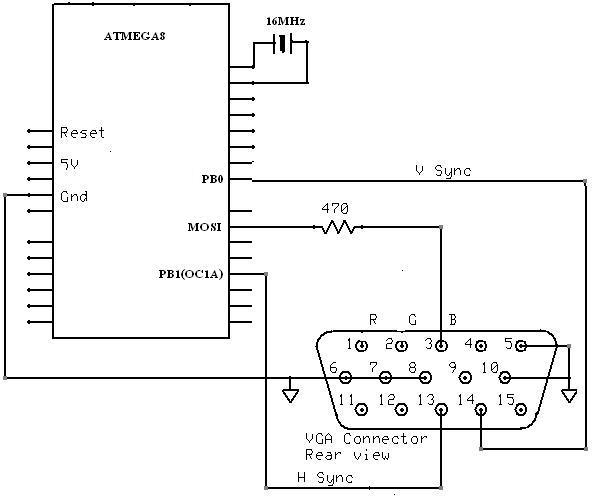 16MHz
ATMEGA8
Reset
5V
V Sync
PB0
Gnd
470
MOSI
PB1(OC1A)
R G B
1 2 3 4 5
6 7 8 9 10
11 12 13 14 15
VGA Connector
Rear view
H Sync